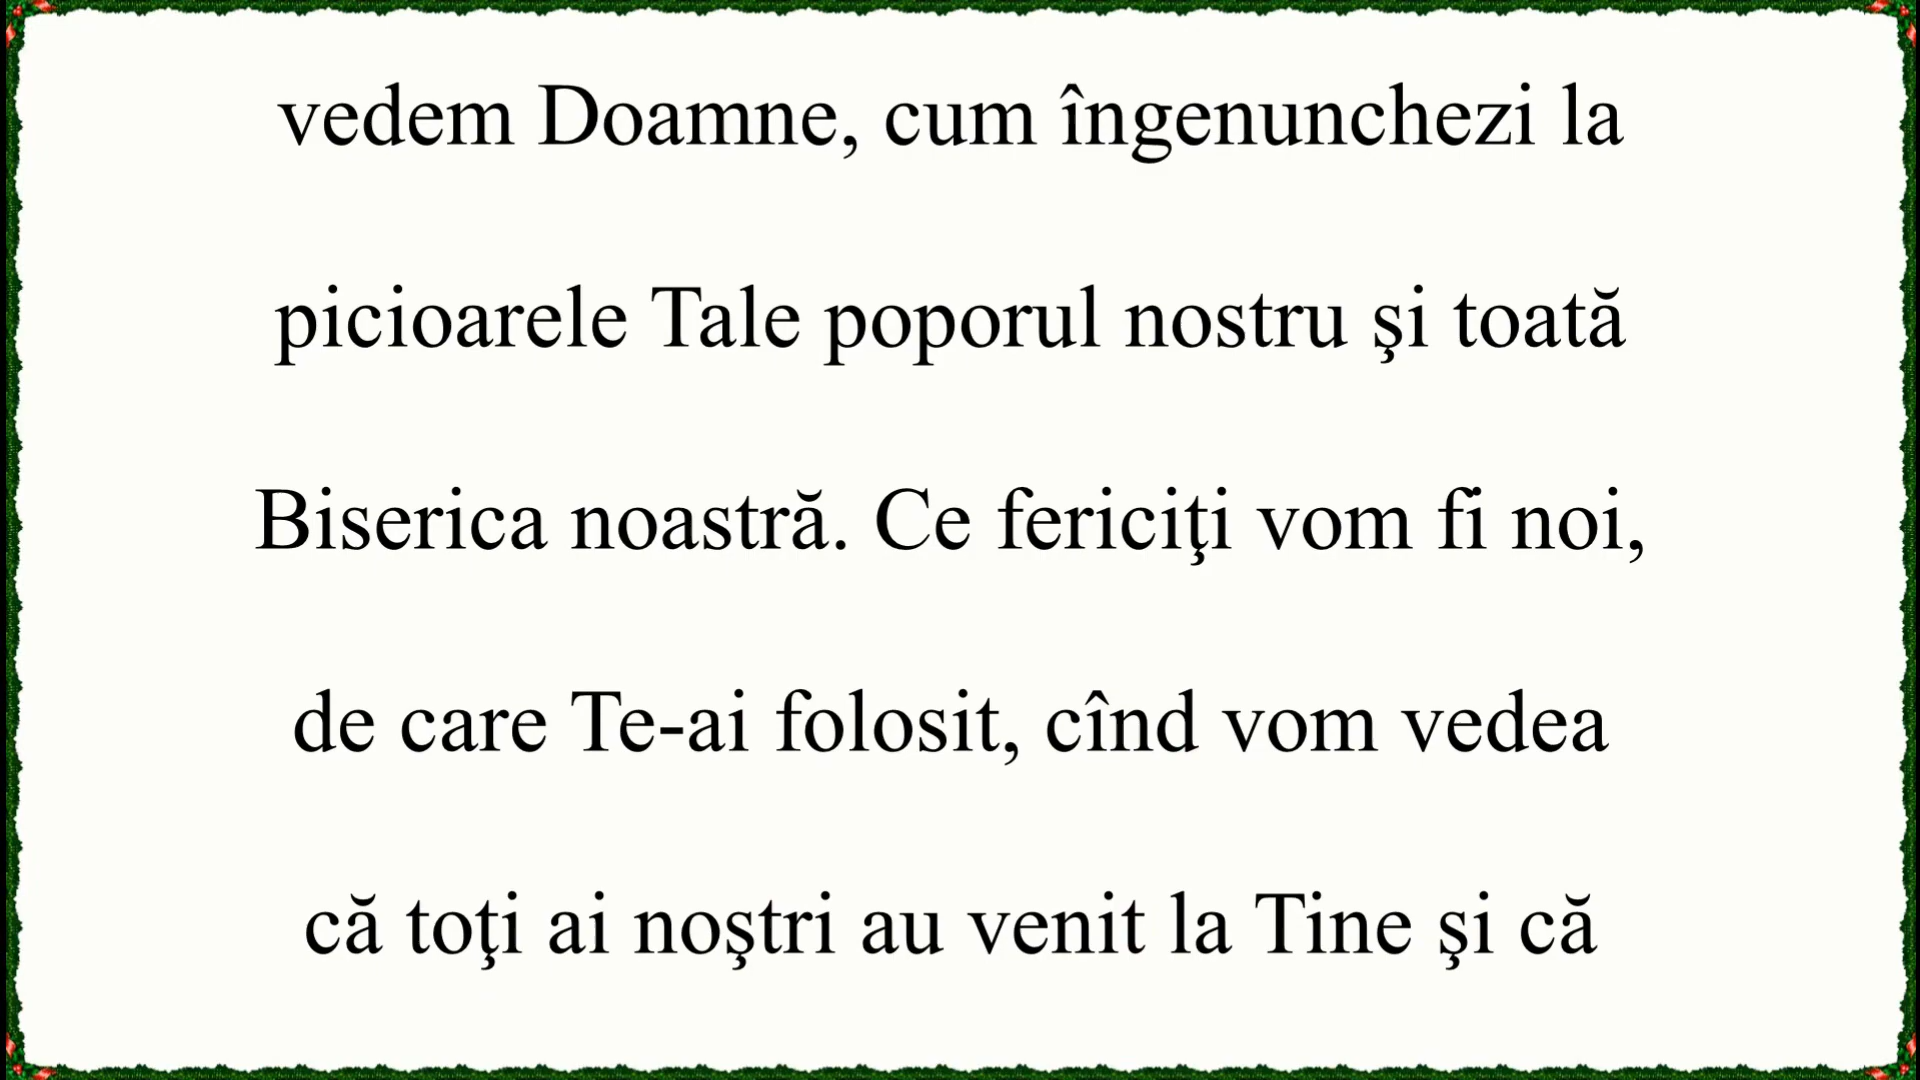 vedem Doamne, cum îngenunchezi la
picioarele Tale poporul nostru şi toată
Biserica noastră. Ce fericiţi vom fi noi,
de care Te-ai folosit, cînd vom vedea
că toţi ai noştri au venit la Tine şi că